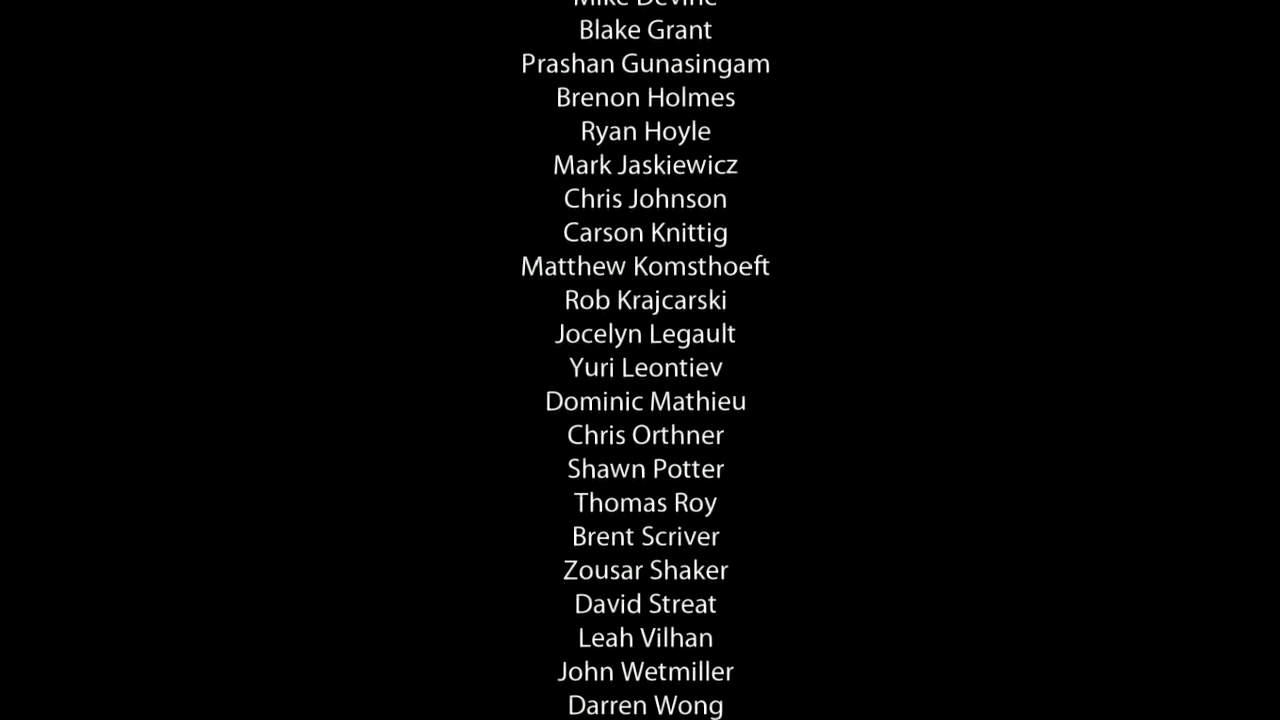 Mike Devine
Blake Grant
Prashan Gunasingam
Brenon Holmes
Ryan Hoyle
Mark Jaskiewicz
Chris Johnson
Carson Knittig
Matthew Komsthoeft
Rob Krajcarski
Jocelyn Legault
Yuri Leontiev
Dominic Mathieu
Chris Orthner
Shawn Potter
Thomas Roy
Brent Scriver
Zousar Shaker
David Streat
Leah Vilhan
John Wetmiller
Darren Wong